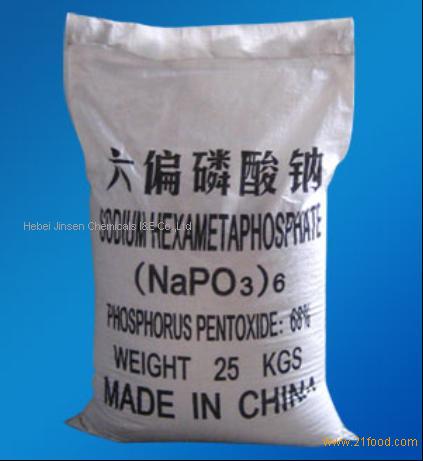 六偏磷酸钠
SODIUM HEXAMETAPHOSPHATE
Hebei Jinsen Chemicals I&E Co.,Ltd.
(NaPO3)6
PHOSPHORUS PENTOXIDE: 68%
WEIGHT 25 KGS
MADE IN CHINA
www.21food.com